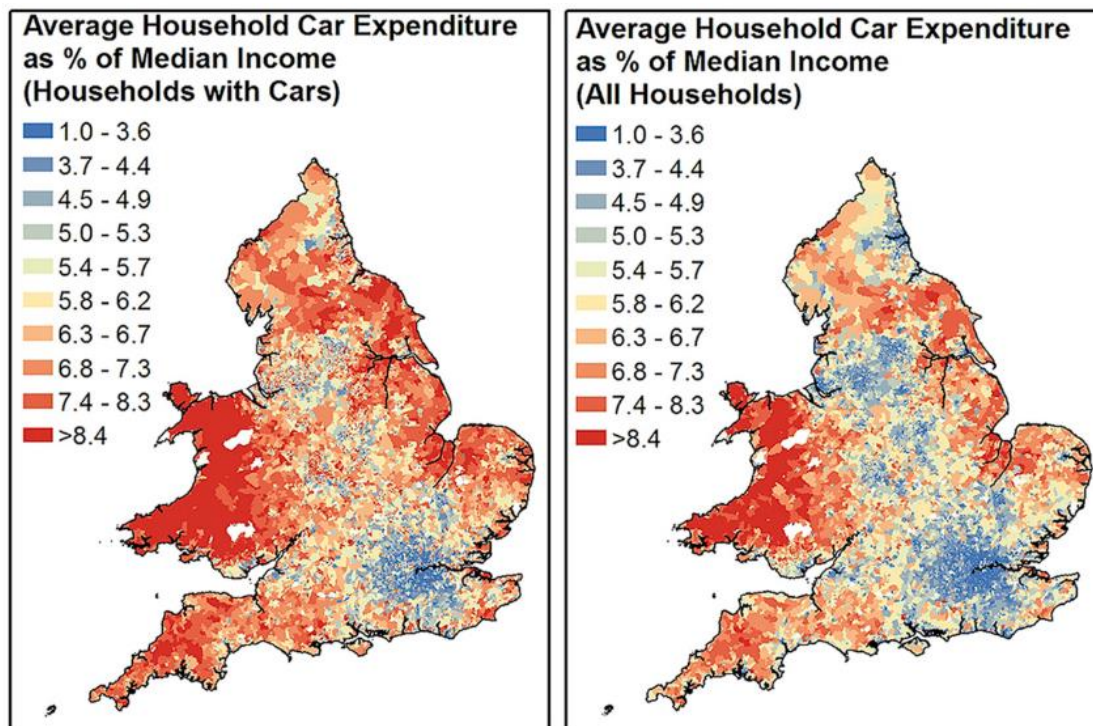 Average Household Car Expenditure
as % of Median Income
(Households with Cars)
1.0 - 3.6
3.7 - 4.4
4.5 - 4.9
5.0 - 5.3
5.4 - 5.7
5.8 - 6.2
6.3 - 6.7
6.8 - 7.3
7.4 - 8.3
>8.4
Average Household Car Expenditure
as % of Median Income
(All Households)
1.0 - 3.6
3.7 - 4.4
4.5 - 4.9
5.0 - 5.3
5.4 - 5.7
5.8 - 6.2
6.3 - 6.7
6.8 - 7.3
7.4 - 8.3
>8.4